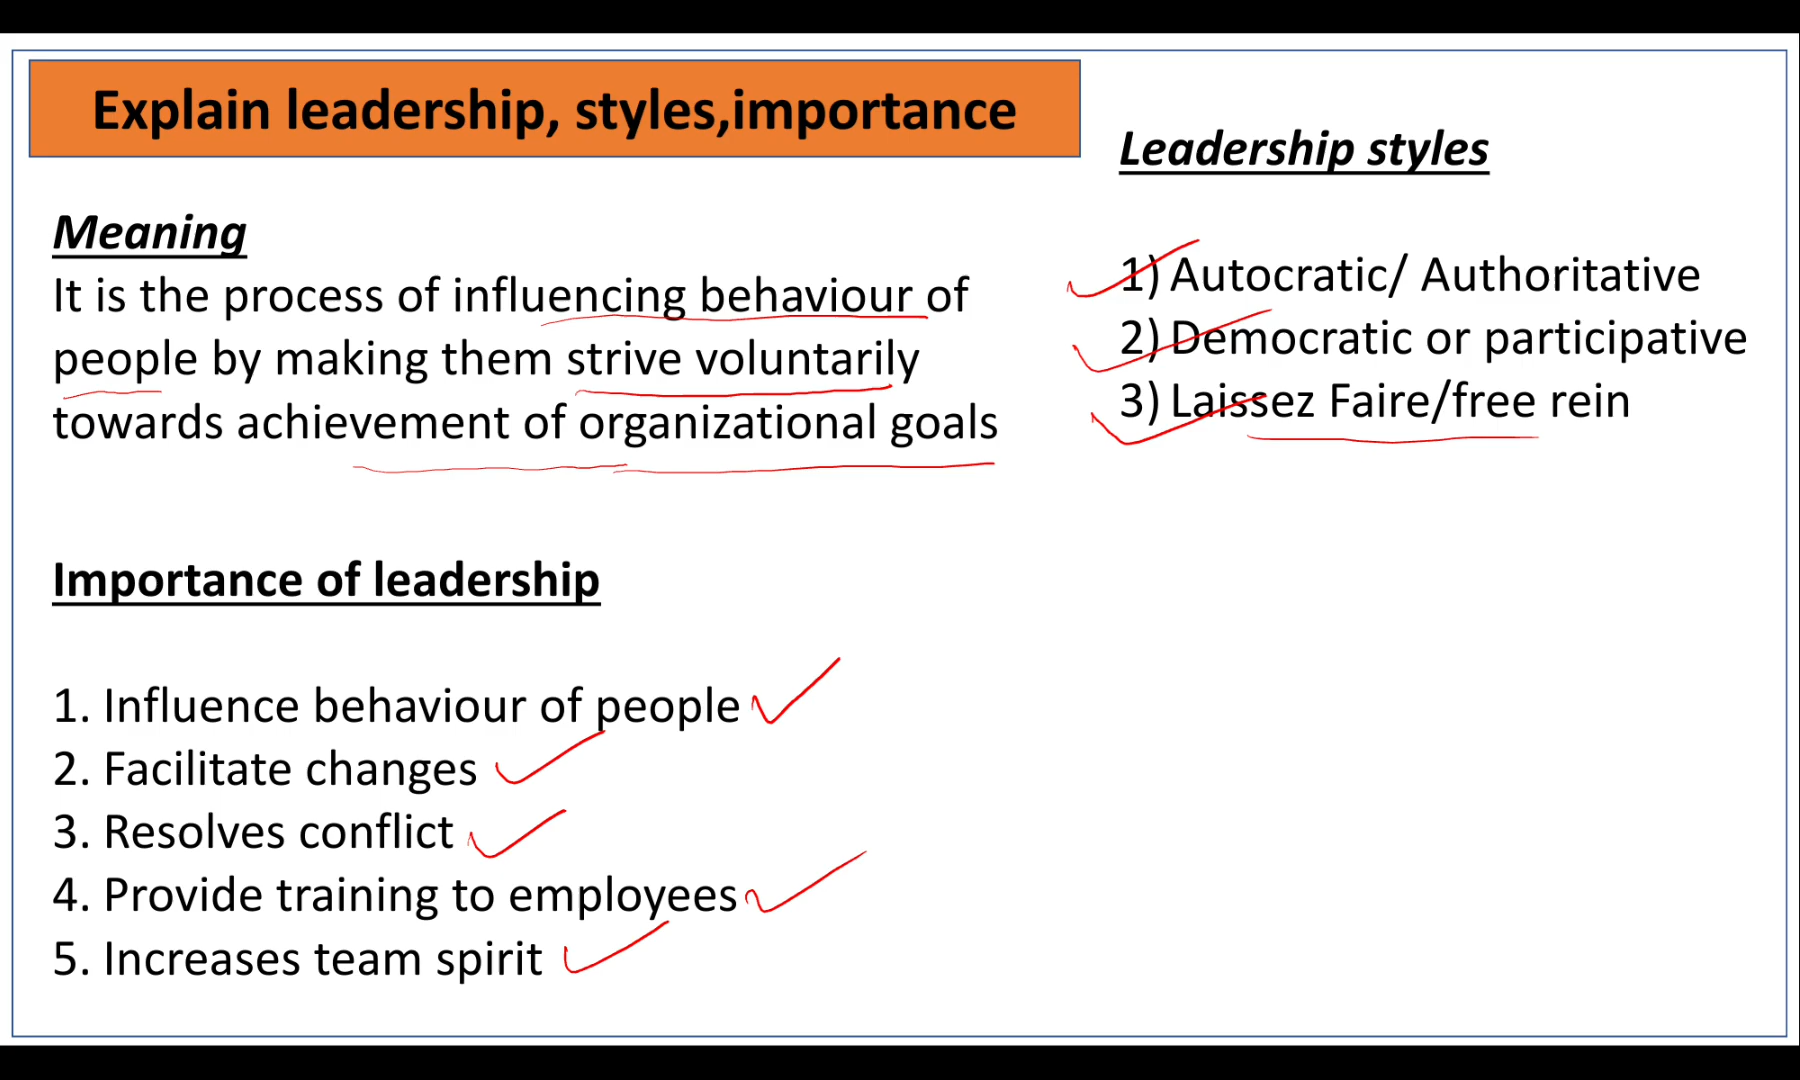 Explain leadership, styles,importance
Meaning
It is the process of influencing behaviour of
people by making them strive voluntarily
towards achievement of organizational goals
Importance of leadership
1. Influence behaviour of people
2. Facilitate changes
3. Resolves conflict
4. Provide training to employees
5. Increases team spirit
Leadership styles
1) Autocratic/ Authoritative
2) Democratic or participative
3) Laissez Faire/free rein